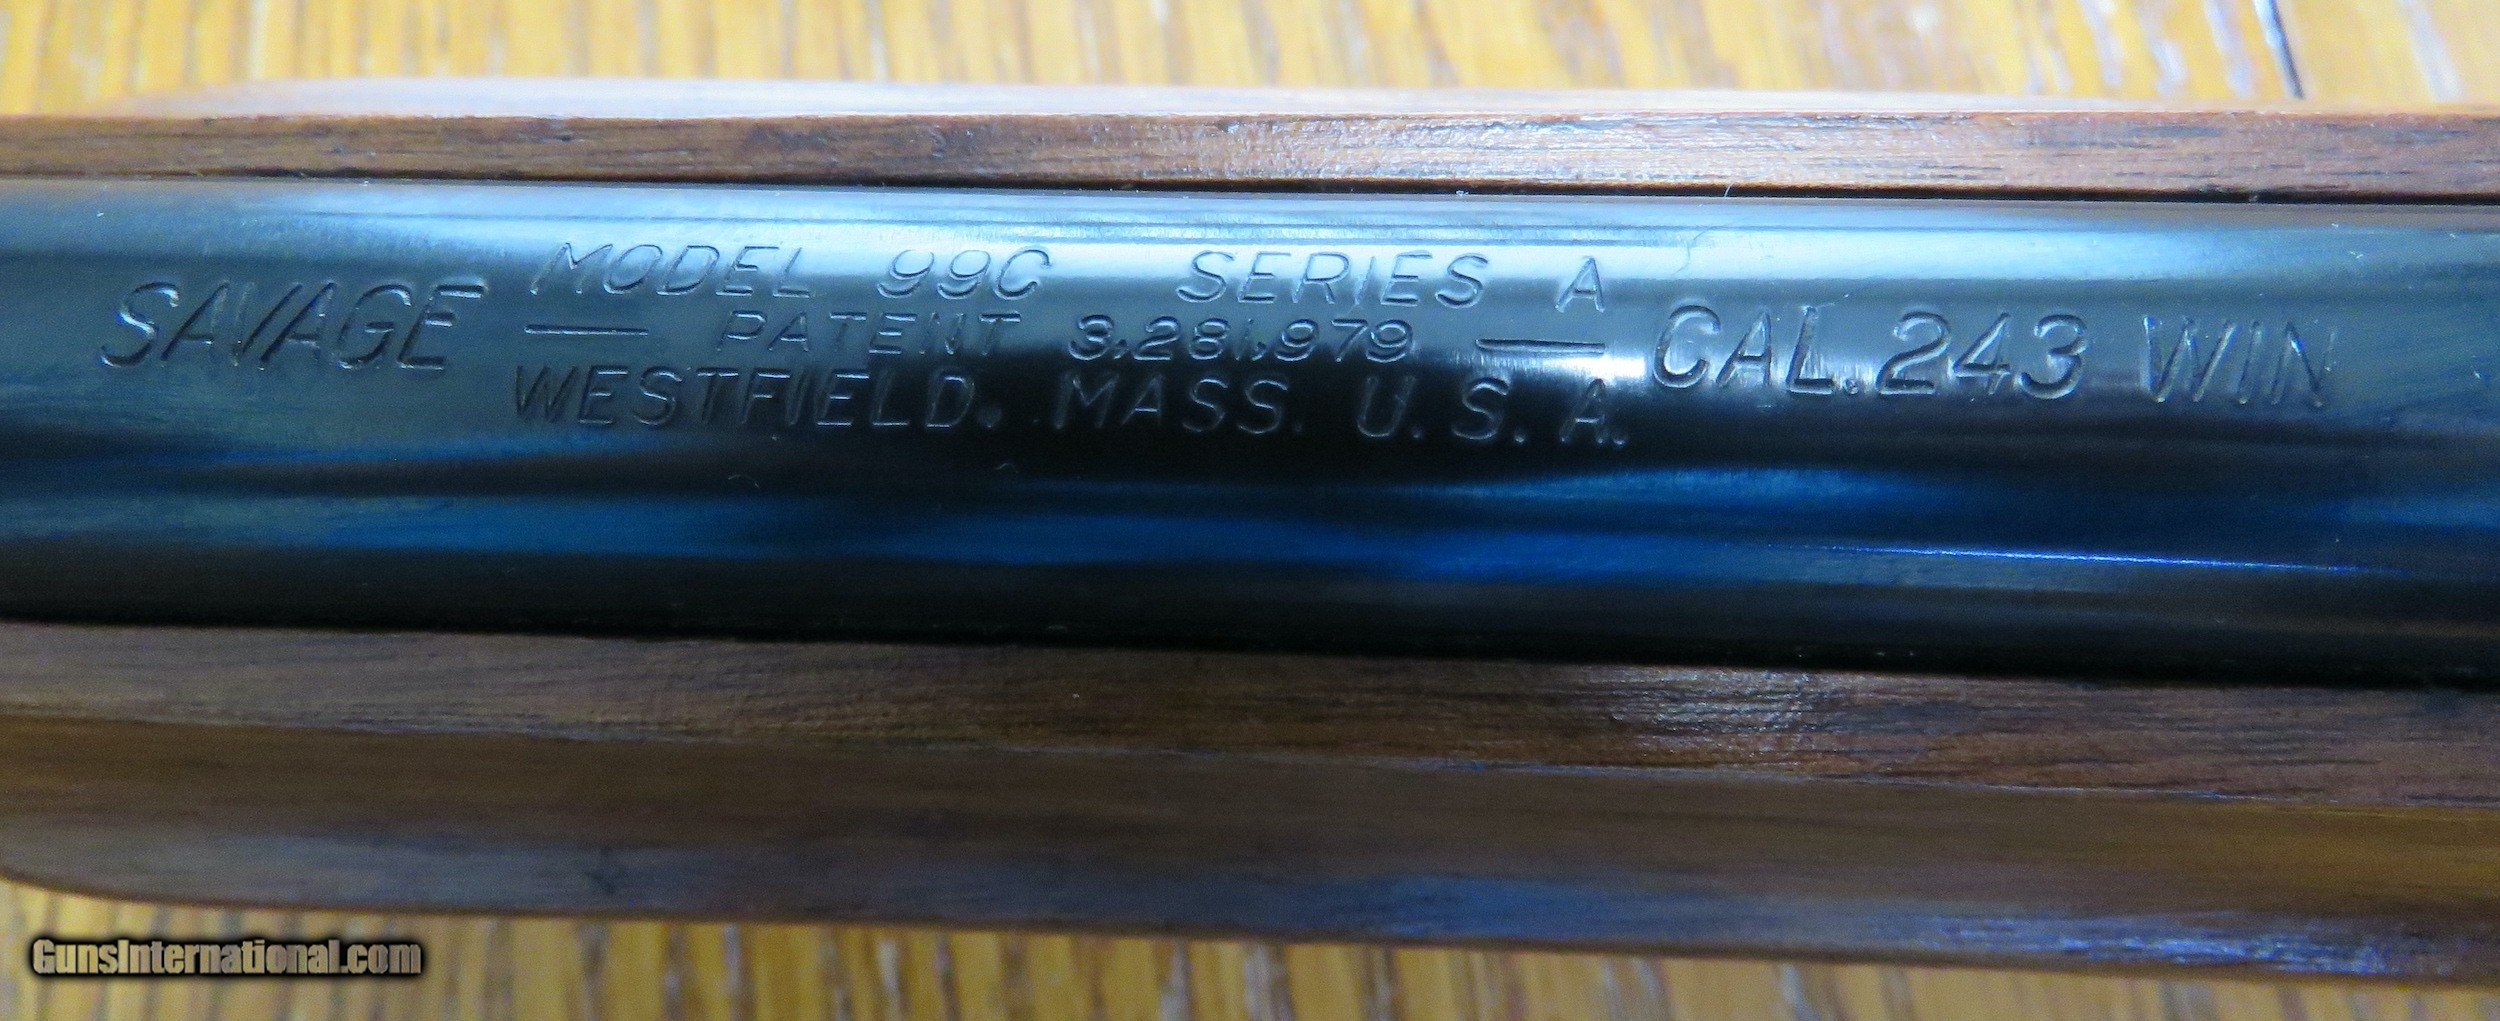 MODEL 99C SERIES A
SAVAGE — PATENT 3,281,979 — CAL. 243 WIN
WESTFIELD. MASS. U. S. A.
GunsInternational.com